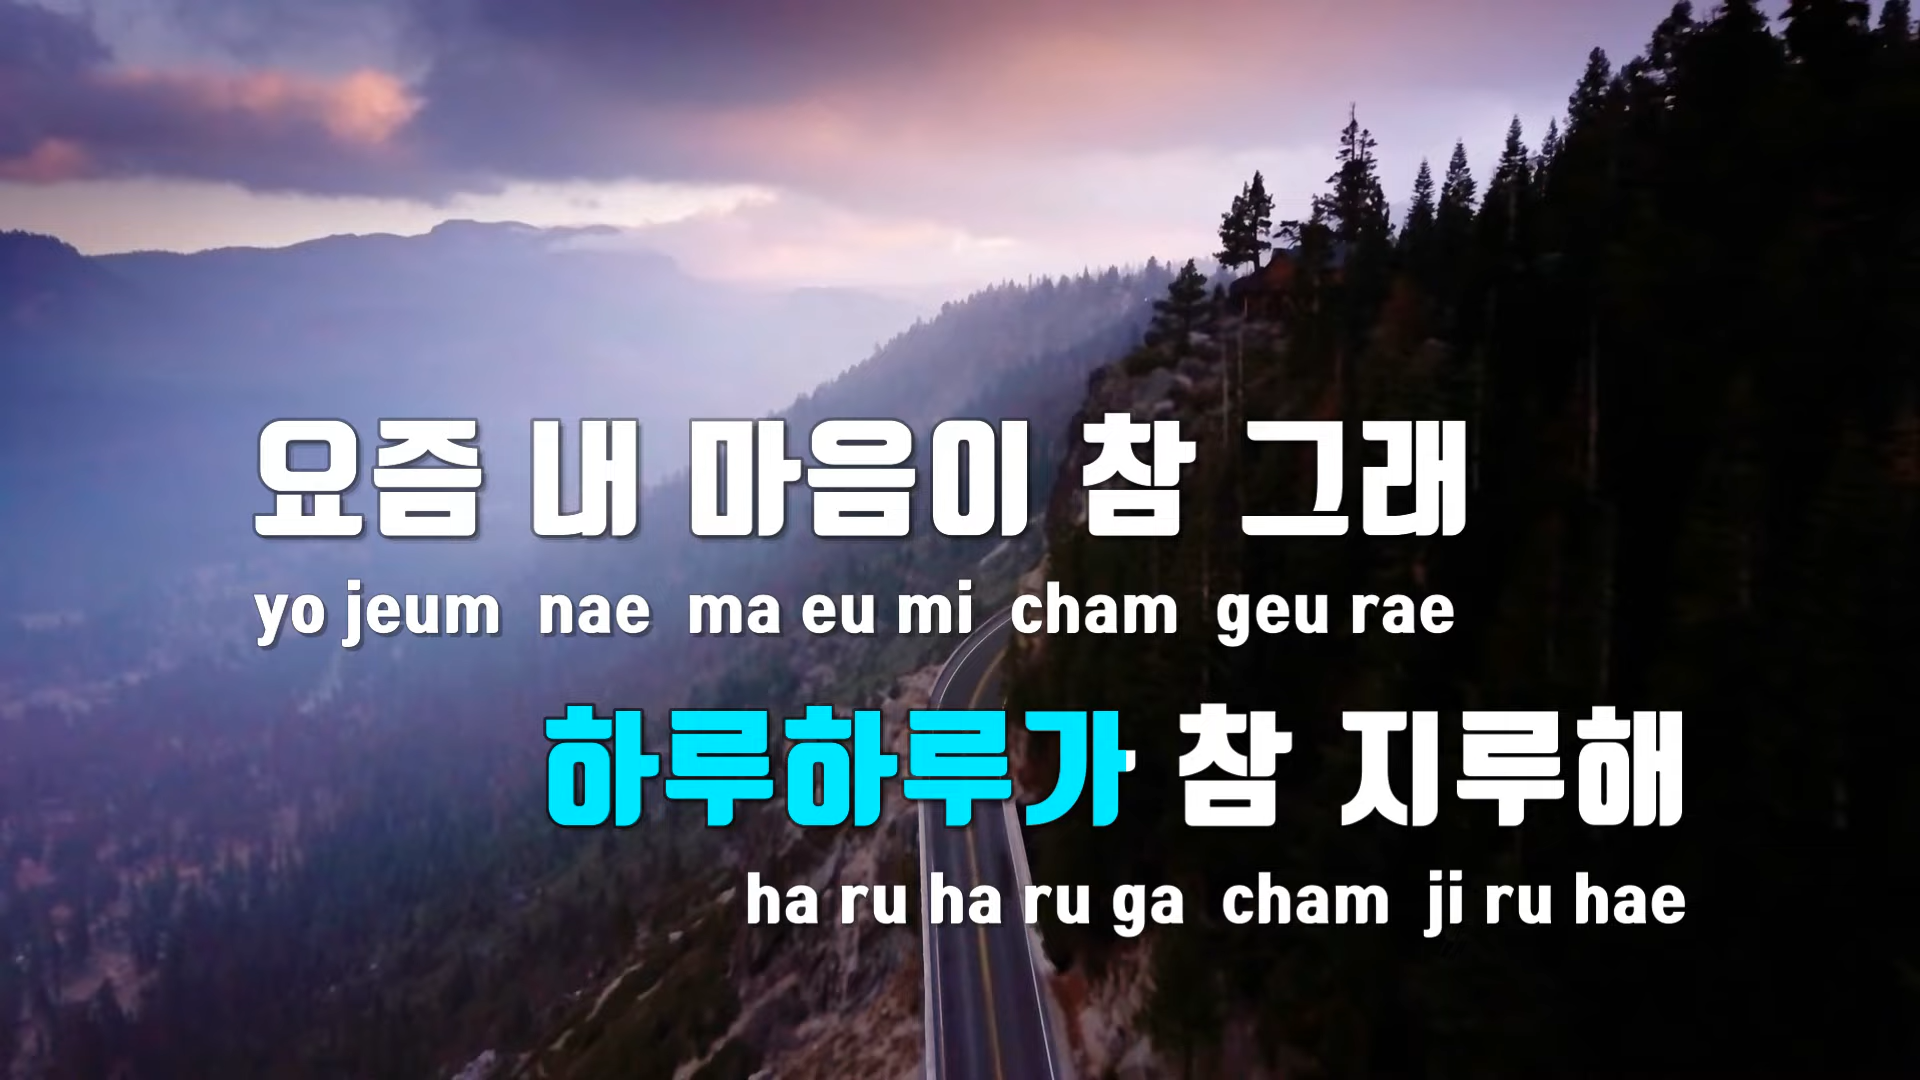 요즘 내 마음이 참 그래
yo jeum nae ma eu mi cham geu rae
하루하루가 참 지루해
ha ru ha ru ga cham ji ru hae